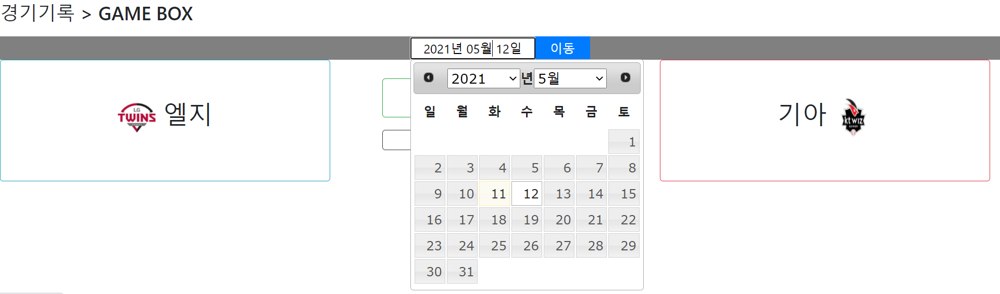 경기기록 > GAME BOX
2021년 05월 12일 이동
2021 년 5월
일 월 화 수 목 금 토
1
2 3 4 5 6 7 8
9 10 11 12 13 14 15
16 17 18 19 20 21 22
23 24 25 26 27 28 29
30 31
LG
TWINS
엘지
기아
kt wiz
suwon